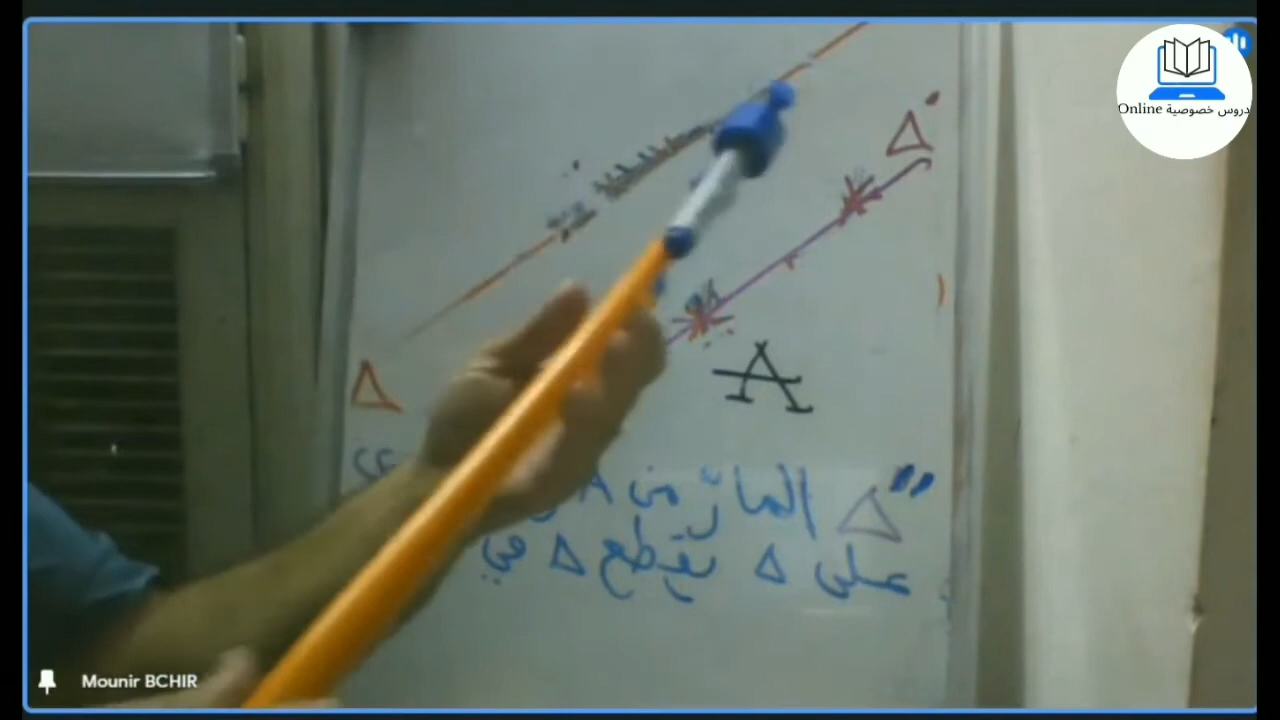 دروس خصوصية Online
Δ'
Δ
A
Δ" المار من A
على Δ يقطع Δ في
Mounir BCHIR